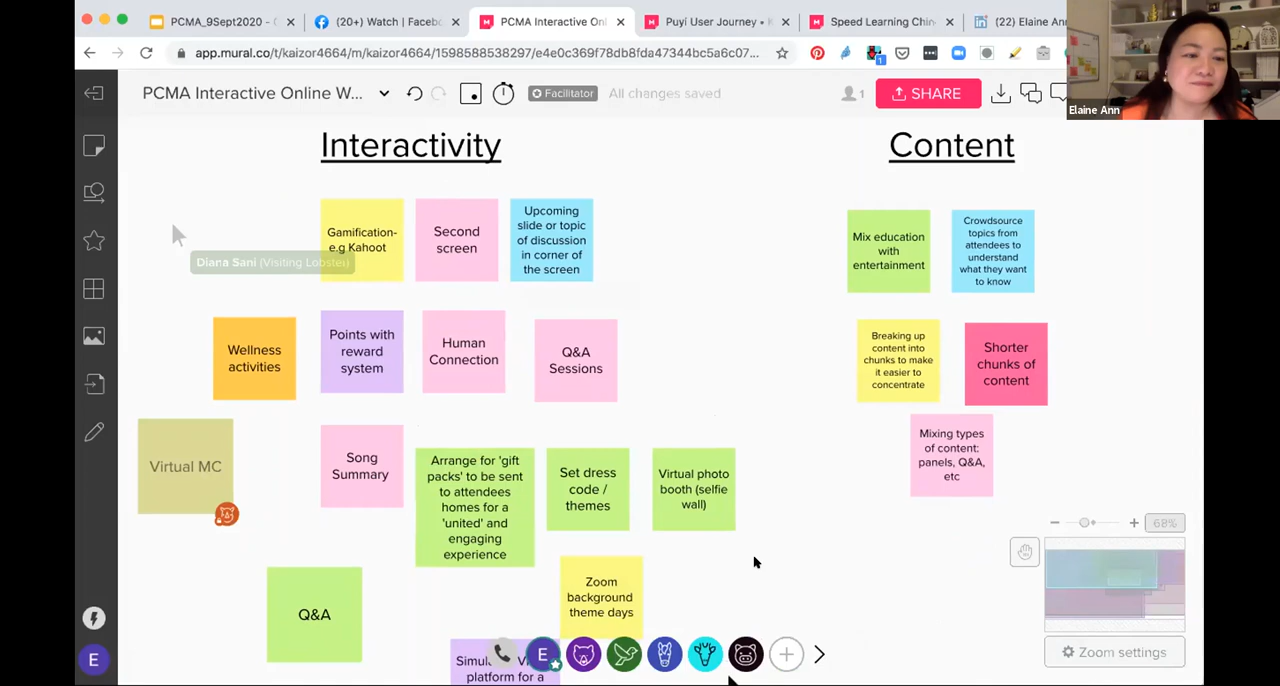 PCMA_9Sept2020 - G
(20+) Watch | Facebo
PCMA Interactive Onl
Puyi User Journey • K
Speed Learning Chin
(22) Elaine Ann
app.mural.co/t/kaizor4664/m/kaizor4664/1598588538297/e4e0c369f78db8fda47344bc5a6c07...
1
PCMA Interactive Online W...
Facilitator
All changes saved
1
SHARE
Elaine Ann
Interactivity
Content
Gamification-
e.g Kahoot
Second
screen
Upcoming
slide or topic
of discussion
in corner of
the screen
Diana Sani (Visiting Lobster)
Mix education
with
entertainment
Crowdsource
topics from
attendees to
understand
what they want
to know
Wellness
activities
Points with
reward
system
Human
Connection
Q&A
Sessions
Breaking up
content into
chunks to make
it easier to
concentrate
Shorter
chunks of
content
Virtual MC
Song
Summary
Arrange for 'gift
packs' to be sent
to attendees
homes for a
'united' and
engaging
experience
Set dress
code /
themes
Virtual photo
booth (selfie
wall)
Mixing types
of content:
panels, Q&A,
etc
68%
Q&A
Zoom
background
theme days
platform for a
E
E
Zoom settings